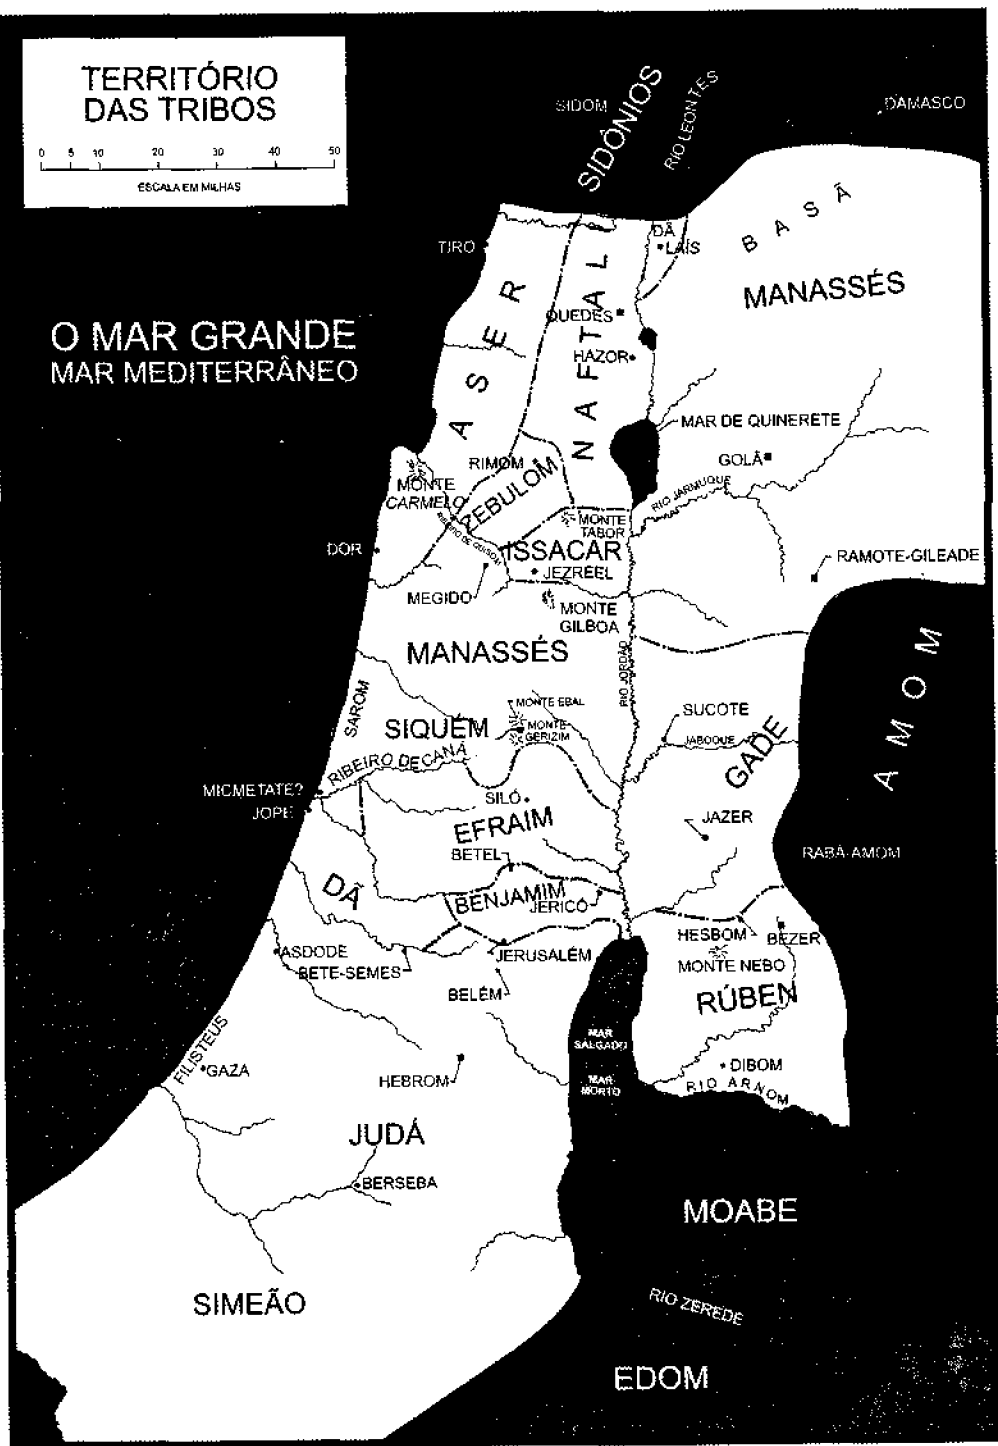 TERRITÓRIO
DAS TRIBOS
0 5 10 20 30 40 50
ESCALA EM MILHAS
SIDOM
SIDÔNIOS
RIO LEONTES
DAMASCO
TIRO
DÃ
LAÍS
BASÃ
MANASSÉS
O MAR GRANDE
MAR MEDITERRÂNEO
ASER
NAFTALI
QUEDES
HAZOR
MAR DE QUINERETE
GOLÃ
RIO JARMUQUE
RIMOM
ZEBULOM
MONTE
CARMELO
RIBEIRO DE QUISOM
MONTE
TABOR
ISSACAR
JEZREEL
DOR
MEGIDO
MONTE
GILBOA
RAMOTE-GILEADE
MANASSÉS
RIO JORDÃO
AMOM
SAROM
SIQUÉM
MONTE EBAL
MONTE
GERIZIM
SUCOTE
JABOQUE
GADE
RIBEIRO DE CANÁ
MICMETATE?
JOPE
SILÓ
EFRAIM
JAZER
BETEL
RABÁ-AMOM
DÃ
BENJAMIM
JERICÓ
HESBOM
BEZER
ASDODE
BETE-SEMES
JERUSALÉM
MONTE NEBO
BELÉM
RÚBEN
FILISTEUS
GAZA
MAR
SALGADO
HEBROM
MAR
MORTO
DIBOM
RIO ARNOM
JUDÁ
BERSEBA
MOABE
SIMEÃO
RIO ZEREDE
EDOM